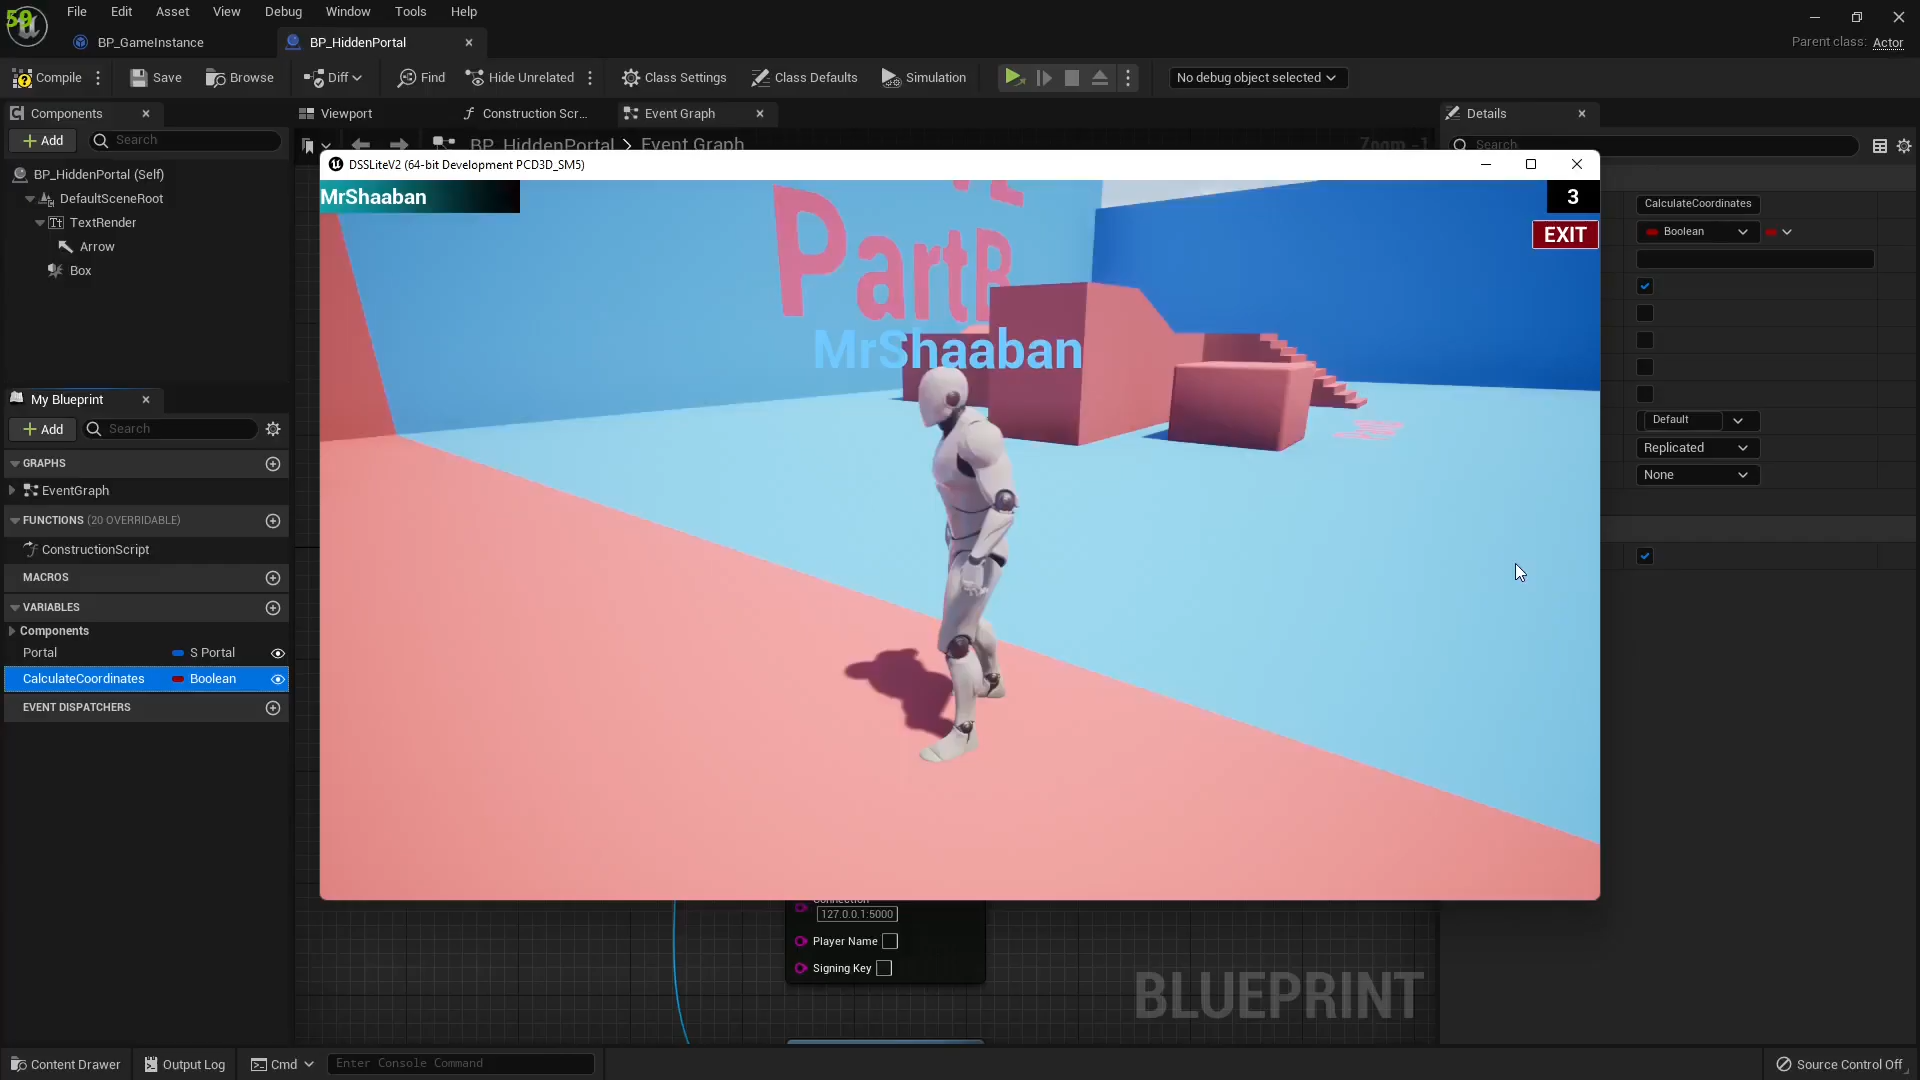 50
File Edit Asset View Debug Window Tools Help
BP_GameInstance
BP_HiddenPortal
Parent class: Actor
Compile
Save
Browse
Diff
Find
Hide Unrelated
Class Settings
Class Defaults
Simulation
No debug object selected
Components
Viewport
Construction Scr...
Event Graph
Details
Add
Search
BP_HiddenPortal > Event Graph
Zoom -1
Search
DSSLiteV2 (64-bit Development PCD3D_SM5)
BP_HiddenPortal (Self)
DefaultSceneRoot
TextRender
Arrow
Box
MrShaaban
3
EXIT
PartB
MrShaaban
CalculateCoordinates
Boolean
Default
Replicated
None
My Blueprint
Add
Search
GRAPHS
EventGraph
FUNCTIONS (20 OVERRIDABLE)
ConstructionScript
MACROS
VARIABLES
Components
Portal S Portal
CalculateCoordinates Boolean
EVENT DISPATCHERS
Connection
127.0.0.1:5000
Player Name
Signing Key
BLUEPRINT
Content Drawer
Output Log
Cmd
Enter Console Command
Source Control Off